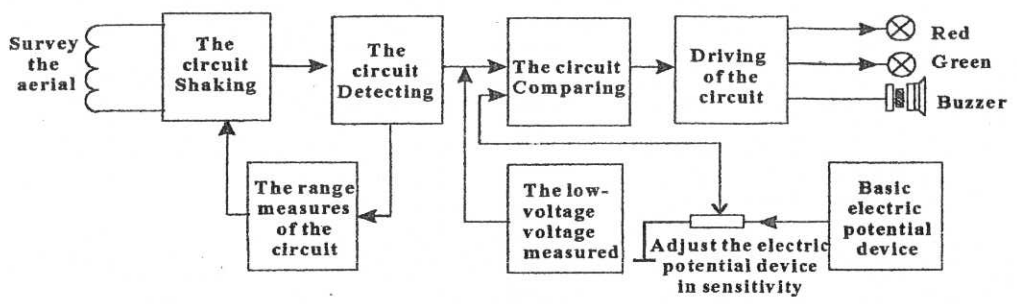 Survey
the
aerial
The
circuit
Shaking
The
circuit
Detecting
The circuit
Comparing
Driving
of the
circuit
Red
Green
Buzzer
The range
measures
of the
circuit
The low-
voltage
voltage
measured
Adjust the electric
potential device
in sensitivity
Basic
electric
potential
device